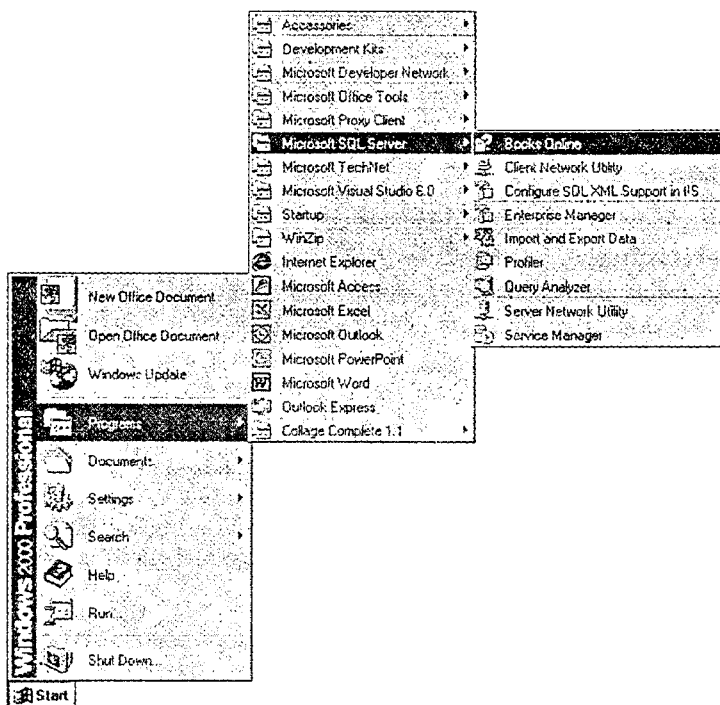 Accessories
Development Kits
Microsoft Developer Network
Microsoft Office Tools
Microsoft Proxy Client
Microsoft SQL Server
Microsoft TechNet
Microsoft Visual Studio 6.0
Startup
WinZip
Internet Explorer
Microsoft Access
Microsoft Excel
Microsoft Outlook
Microsoft PowerPoint
Microsoft Word
Outlook Express
Collage Complete 1.1
Books Online
Client Network Utility
Configure SQL XML Support in IIS
Enterprise Manager
Import and Export Data
Profiler
Query Analyzer
Server Network Utility
Service Manager
New Office Document
Open Office Document
Windows Update
Programs
Documents
Settings
Search
Help
Run...
Shut Down...
Windows 2000 Professional
Start